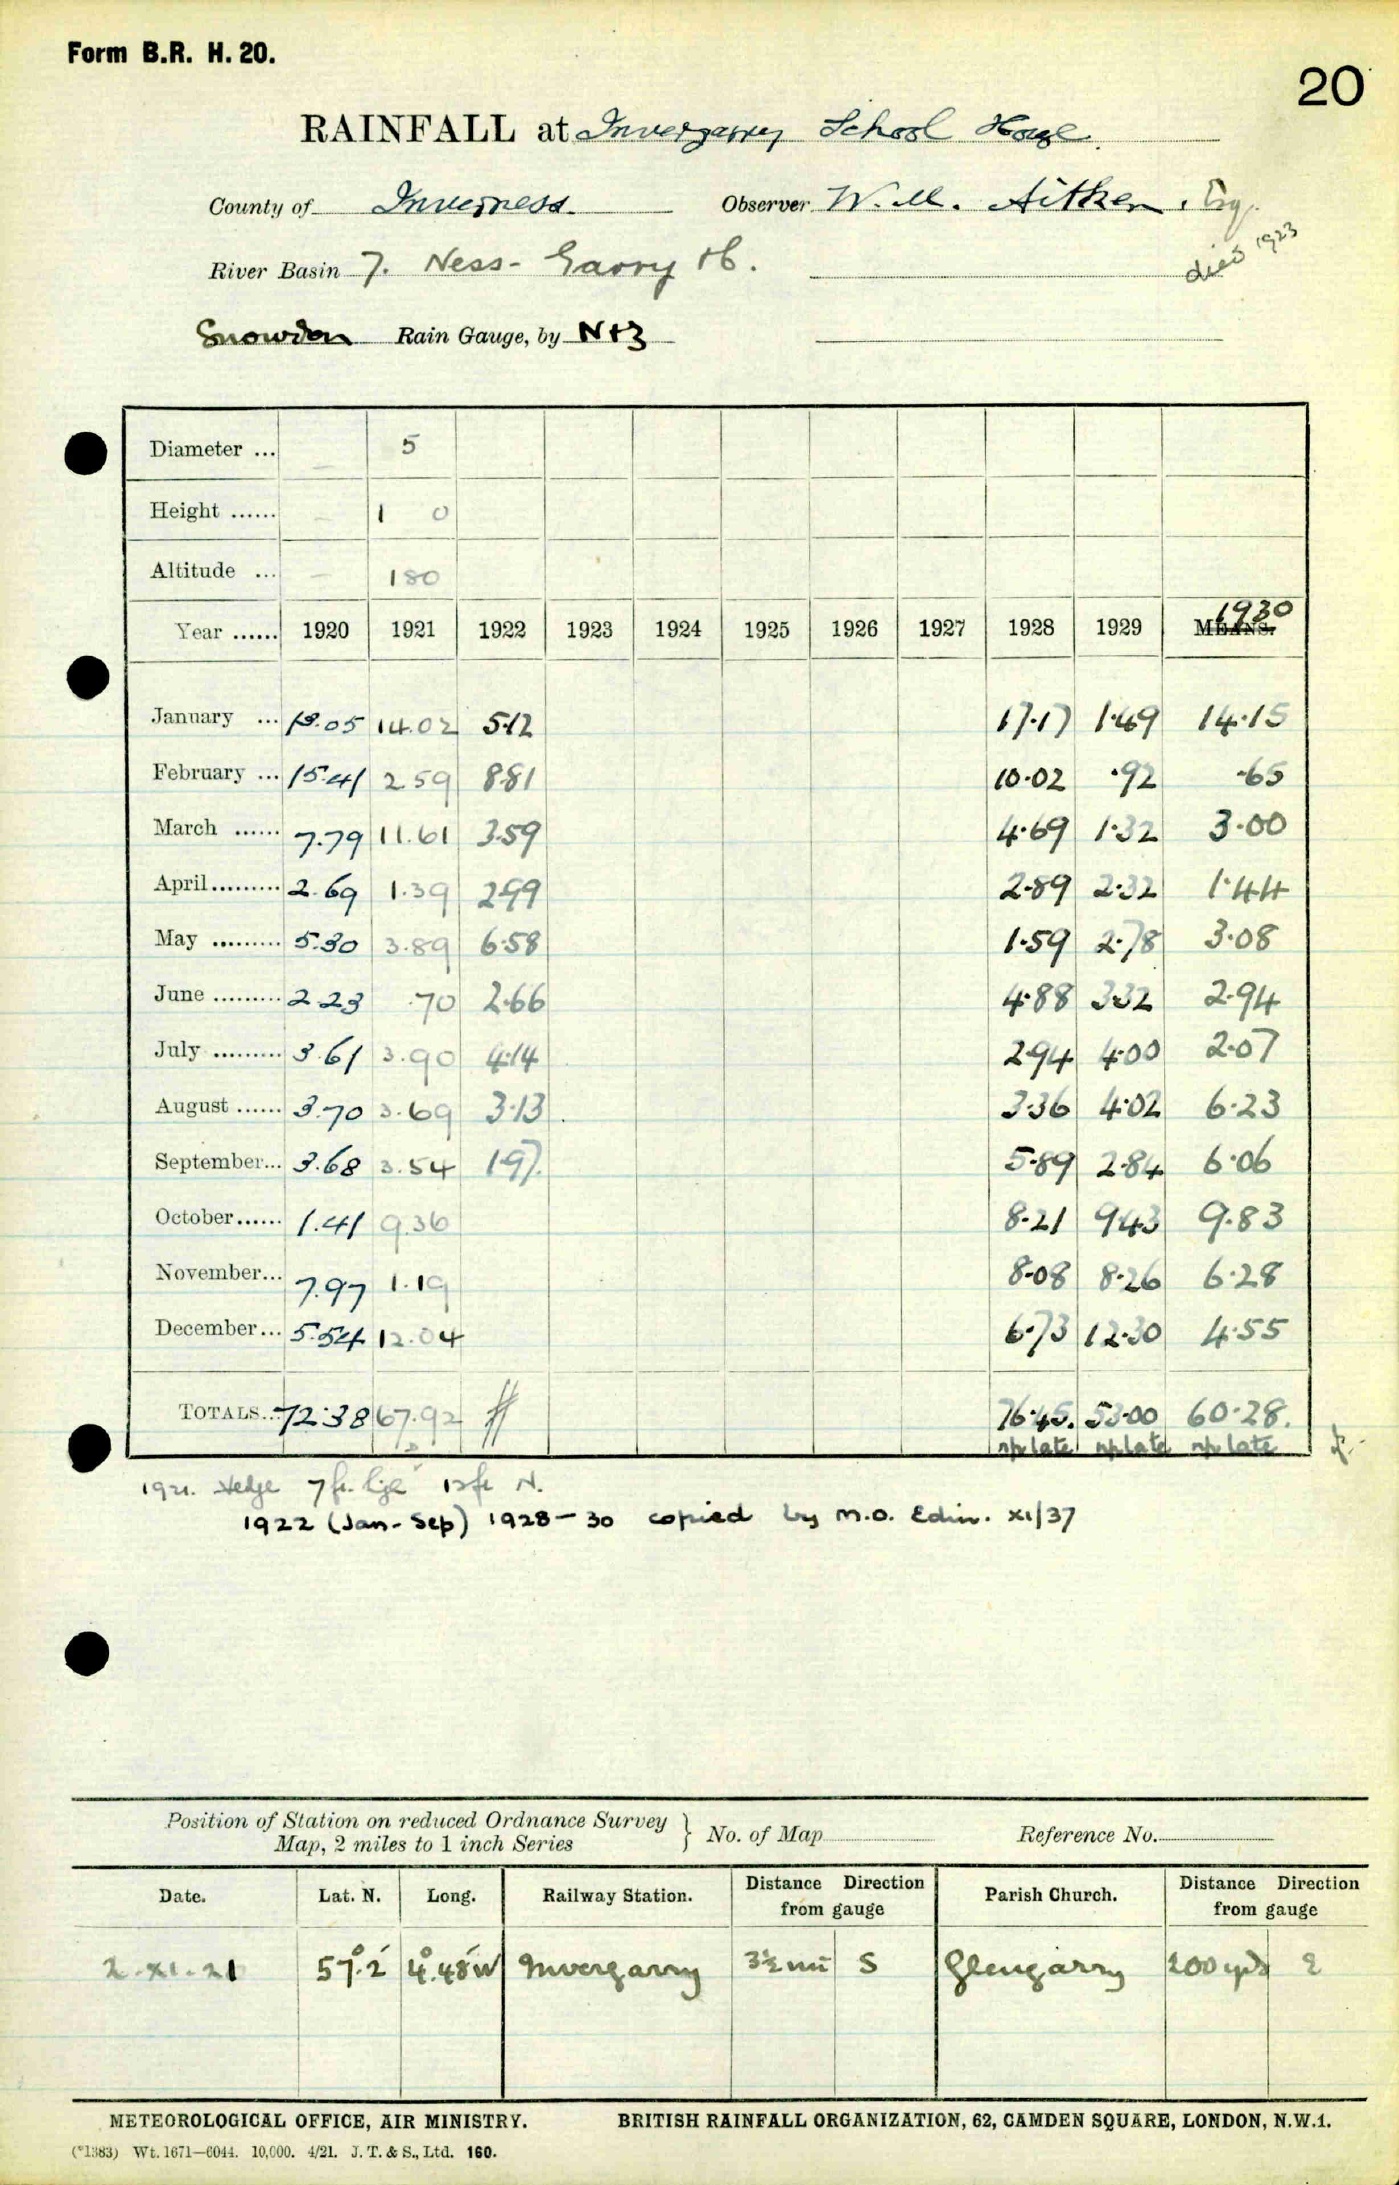 Form B.R. H. 20.
20
RAINFALL at Invergarry School House.
County of Inverness. Observer W. M. Aitken, Esq.
died 1923
River Basin 7. Ness- Garry
Snowdon Rain Gauge, by N+3
Diameter ... 5
Height ...... 1 0
Altitude ... 180
1930
Year ...... 1920 1921 1922 1923 1924 1925 1926 1927 1928 1929 MEANS.
January ... 13.05 14.02 5.12 17.17 1.49 14.15
February ... 15.41 2.59 8.81 10.02 .92 .65
March ...... 7.79 11.61 3.59 4.69 1.32 3.00
April......... 2.69 1.39 2.99 2.89 2.32 1.44
May ......... 5.30 3.89 6.58 1.59 2.78 3.08
June ......... 2.23 .70 2.66 4.88 3.32 2.94
July ......... 3.61 3.90 4.14 2.94 4.00 2.07
August ...... 3.70 3.69 3.13 3.36 4.02 6.23
September... 3.68 3.54 1.97 5.89 2.84 6.06
October...... 1.41 9.36 8.21 9.43 9.83
November... 7.97 1.19 8.08 8.26 6.28
December... 5.54 12.04 6.73 12.30 4.55
TOTALS... 72.38 67.92 76.45. 53.00 60.28.
late late late
1921. Hedge 7 ft. 12 ft N.
1922 (Jan-Sep) 1928-30 copied by M.O. Edin. XI/37
Position of Station on reduced Ordnance Survey
Map, 2 miles to 1 inch Series } No. of Map Reference No.
Date. Lat. N. Long. Railway Station. Distance Direction from gauge Parish Church. Distance Direction from gauge
2.XI.21 57°.2' 4°.48'W Invergarry 3½ mi S Glengarry 200 yds E
METEOROLOGICAL OFFICE, AIR MINISTRY. BRITISH RAINFALL ORGANIZATION, 62, CAMDEN SQUARE, LONDON, N.W.1.
(*1383) Wt. 1671—6044. 10,000. 4/21. J. T. & S., Ltd. 160.